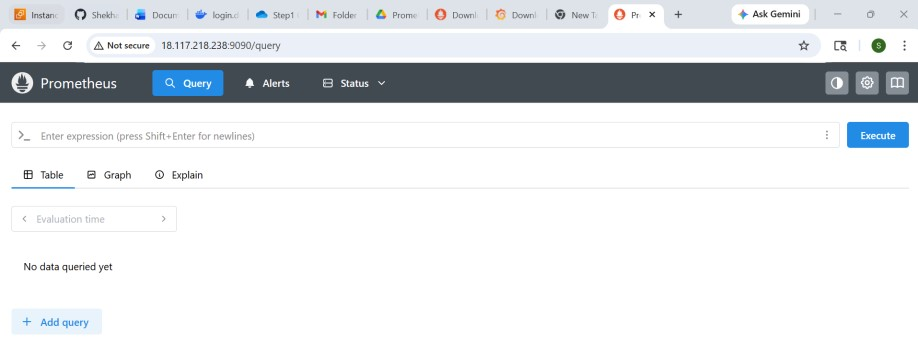 Instanc
Shekha
Docum
login.d
Step1
Folder
Prome
Downl
Downl
New Ta
Pr
Ask Gemini
Not secure 18.117.218.238:9090/query
S
Prometheus Query Alerts Status
>_ Enter expression (press Shift+Enter for newlines) Execute
Table Graph Explain
< Evaluation time >
No data queried yet
+ Add query